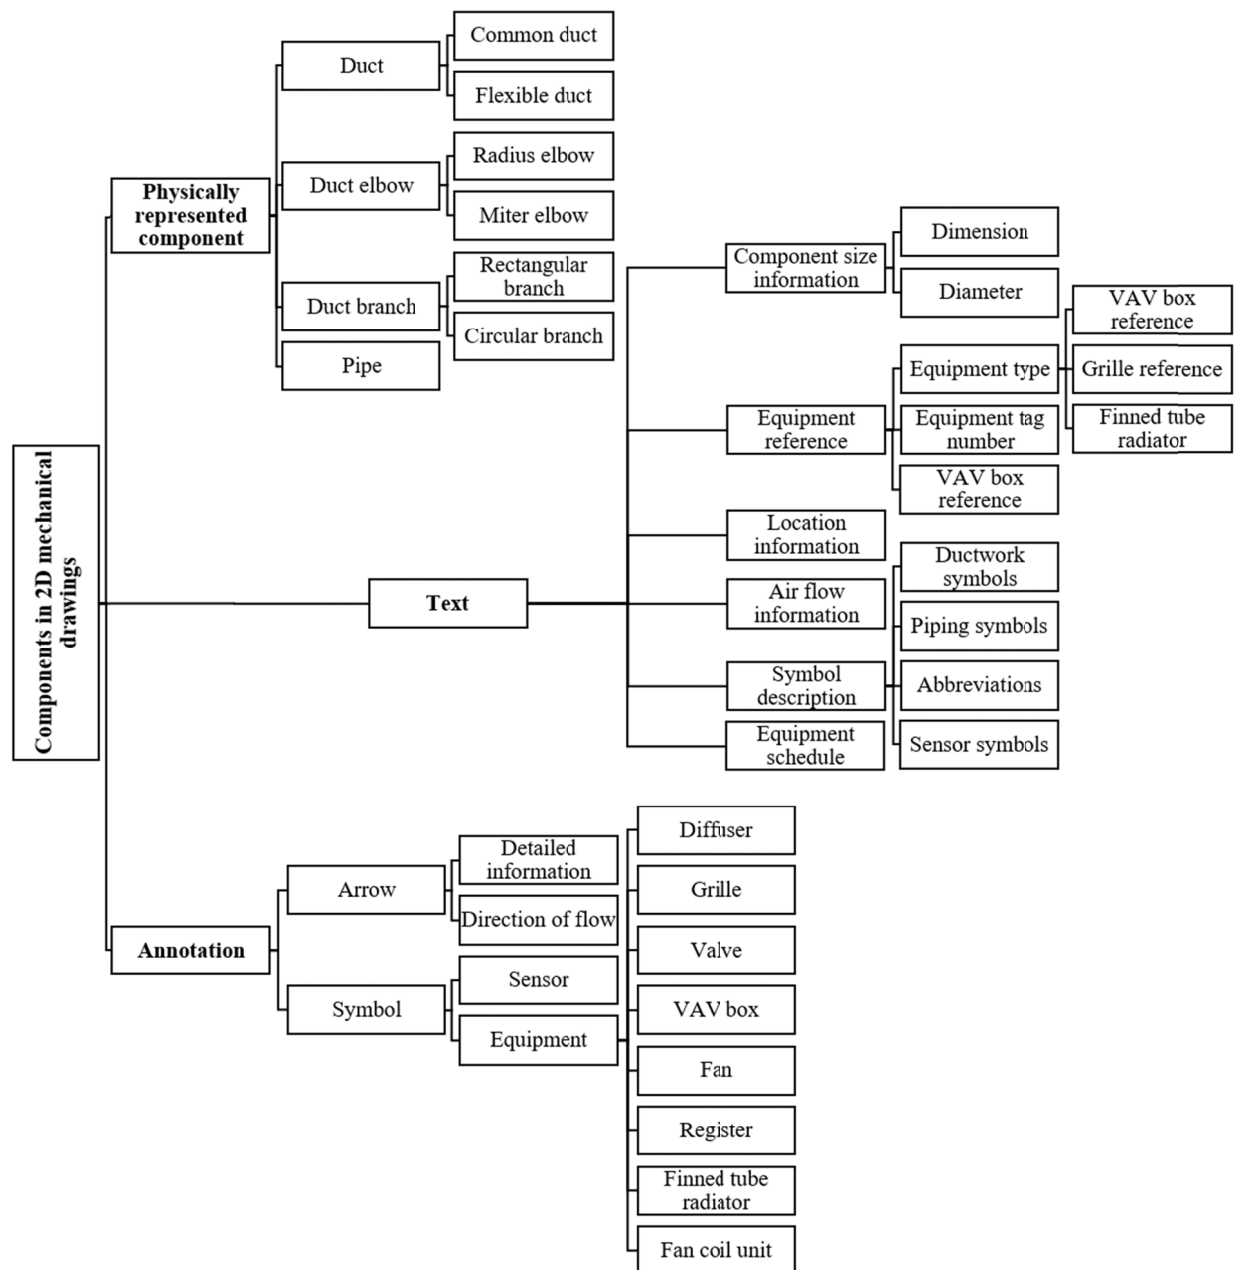 Components in 2D mechanical
drawings
Physically
represented
component
Duct
Common duct
Flexible duct
Duct elbow
Radius elbow
Miter elbow
Duct branch
Rectangular
branch
Circular branch
Pipe
Text
Component size
information
Dimension
Diameter
Equipment
reference
Equipment type
VAV box
reference
Grille reference
Finned tube
radiator
Equipment tag
number
VAV box
reference
Location
information
Air flow
information
Symbol
description
Ductwork
symbols
Piping symbols
Abbreviations
Sensor symbols
Equipment
schedule
Annotation
Arrow
Detailed
information
Direction of flow
Symbol
Sensor
Equipment
Diffuser
Grille
Valve
VAV box
Fan
Register
Finned tube
radiator
Fan coil unit